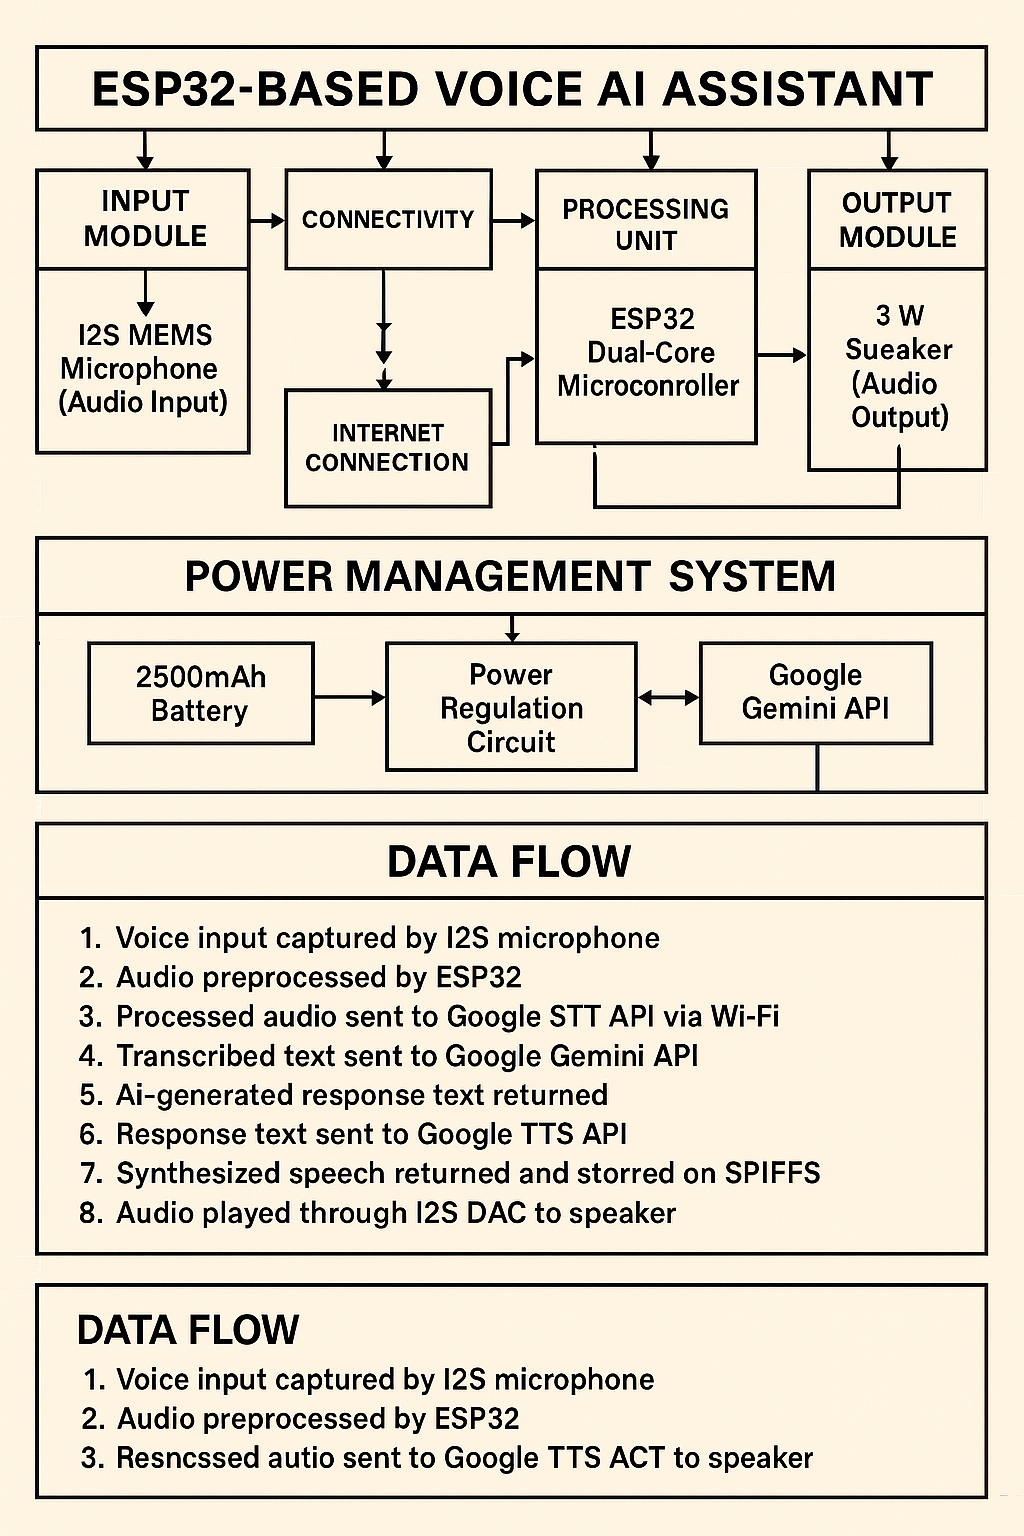 ESP32-BASED VOICE AI ASSISTANT
INPUT
MODULE
I2S MEMS
Microphone
(Audio Input)
CONNECTIVITY
INTERNET
CONNECTION
PROCESSING
UNIT
ESP32
Dual-Core
Microconroller
OUTPUT
MODULE
3 W
Sueaker
(Audio
Output)
POWER MANAGEMENT SYSTEM
2500mAh
Battery
Power
Regulation
Circuit
Google
Gemini API
DATA FLOW
1. Voice input captured by I2S microphone
2. Audio preprocessed by ESP32
3. Processed audio sent to Google STT API via Wi-Fi
4. Transcribed text sent to Google Gemini API
5. Ai-generated response text returned
6. Response text sent to Google TTS API
7. Synthesized speech returned and storred on SPIFFS
8. Audio played through I2S DAC to speaker
DATA FLOW
1. Voice input captured by I2S microphone
2. Audio preprocessed by ESP32
3. Resncssed autio sent to Google TTS ACT to speaker